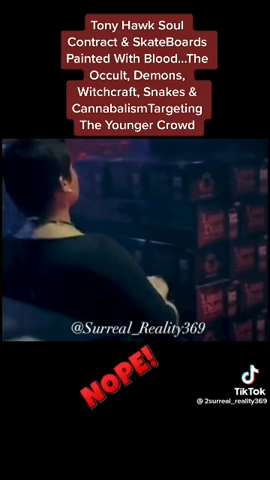 Tony Hawk Soul
Contract & SkateBoards
Painted With Blood...The
Occult, Demons,
Witchcraft, Snakes &
CannabalismTargeting
The Younger Crowd
@Surreal_Reality369
NOPE!
TikTok
@ 2surreal_reality369